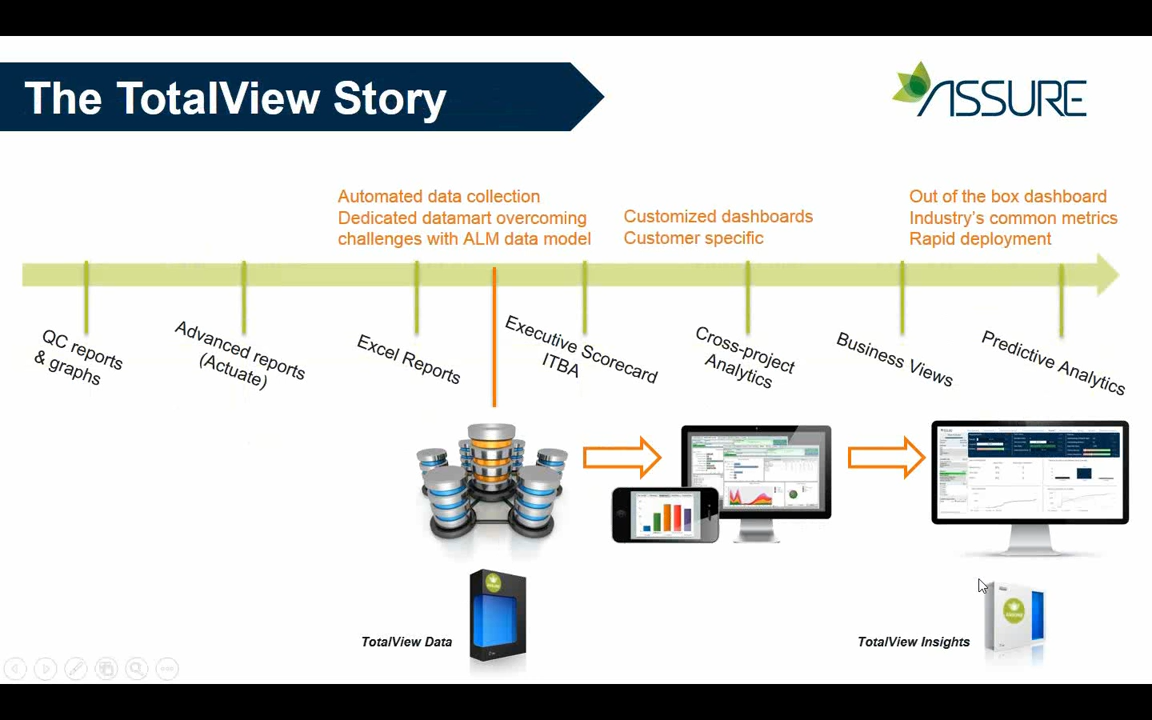 The TotalView Story
ASSURE
Automated data collection
Dedicated datamart overcoming
challenges with ALM data model
Customized dashboards
Customer specific
Out of the box dashboard
Industry's common metrics
Rapid deployment
QC reports
& graphs
Advanced reports
(Actuate)
Excel Reports
Executive Scorecard
ITBA
Cross-project
Analytics
Business Views
Predictive Analytics
TotalView Data
TotalView Insights